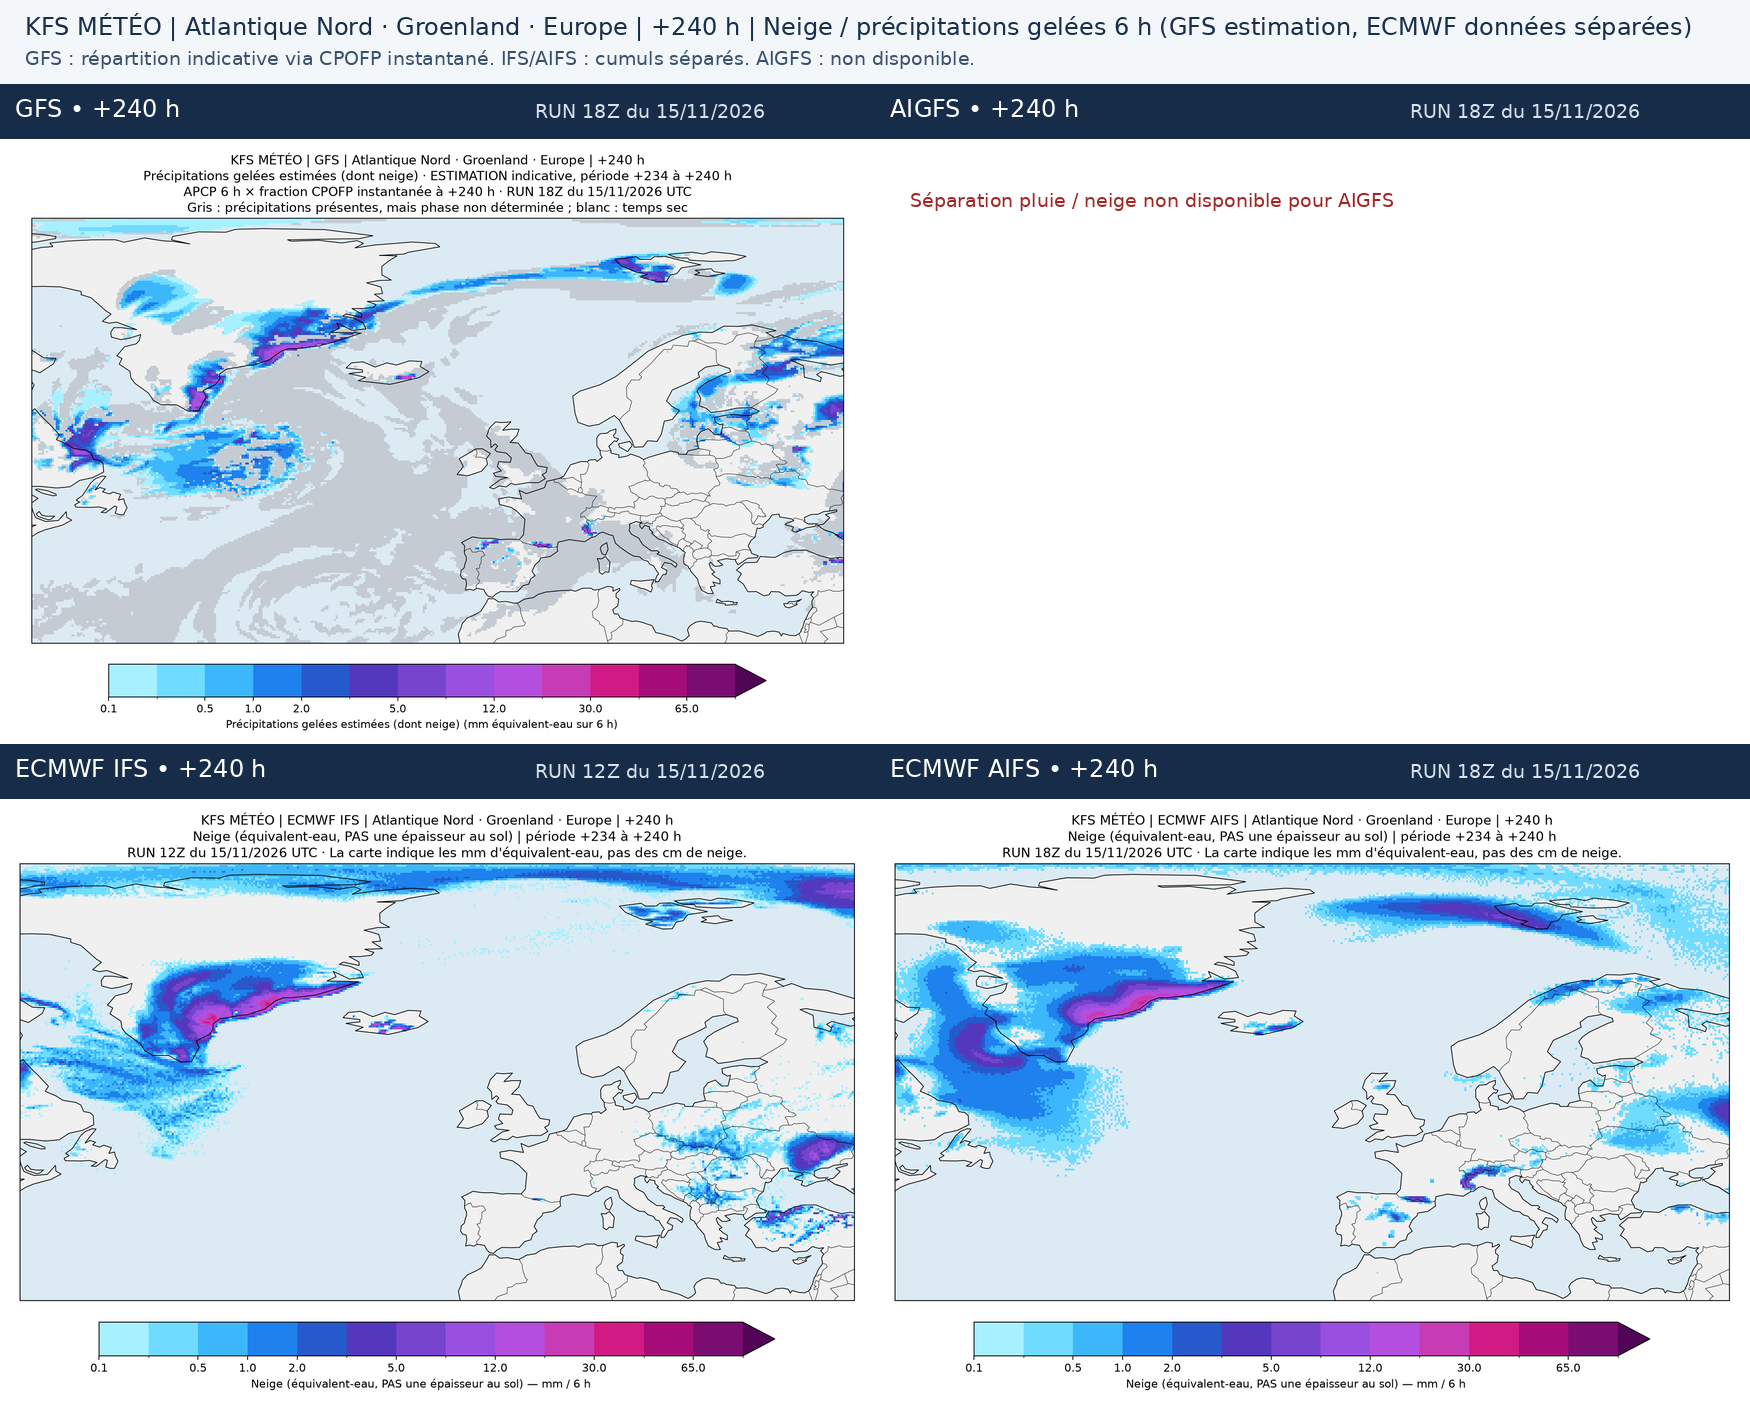 KFS MÉTÉO | Atlantique Nord · Groenland · Europe | +240 h | Neige / précipitations gelées 6 h (GFS estimation, ECMWF données séparées)
GFS : répartition indicative via CPOFP instantané. IFS/AIFS : cumuls séparés. AIGFS : non disponible.
GFS • +240 h
RUN 18Z du 15/11/2026
AIGFS • +240 h
RUN 18Z du 15/11/2026
KFS MÉTÉO | GFS | Atlantique Nord · Groenland · Europe | +240 h
Précipitations gelées estimées (dont neige) · ESTIMATION indicative, période +234 à +240 h
APCP 6 h × fraction CPOFP instantanée à +240 h · RUN 18Z du 15/11/2026 UTC
Gris : précipitations présentes, mais phase non déterminée ; blanc : temps sec
Séparation pluie / neige non disponible pour AIGFS
0.1 0.5 1.0 2.0 5.0 12.0 30.0 65.0
Précipitations gelées estimées (dont neige) (mm équivalent-eau sur 6 h)
ECMWF IFS • +240 h
RUN 12Z du 15/11/2026
ECMWF AIFS • +240 h
RUN 18Z du 15/11/2026
KFS MÉTÉO | ECMWF IFS | Atlantique Nord · Groenland · Europe | +240 h
Neige (équivalent-eau, PAS une épaisseur au sol) | période +234 à +240 h
RUN 12Z du 15/11/2026 UTC · La carte indique les mm d'équivalent-eau, pas des cm de neige.
KFS MÉTÉO | ECMWF AIFS | Atlantique Nord · Groenland · Europe | +240 h
Neige (équivalent-eau, PAS une épaisseur au sol) | période +234 à +240 h
RUN 18Z du 15/11/2026 UTC · La carte indique les mm d'équivalent-eau, pas des cm de neige.
0.1 0.5 1.0 2.0 5.0 12.0 30.0 65.0
Neige (équivalent-eau, PAS une épaisseur au sol) — mm / 6 h
0.1 0.5 1.0 2.0 5.0 12.0 30.0 65.0
Neige (équivalent-eau, PAS une épaisseur au sol) — mm / 6 h